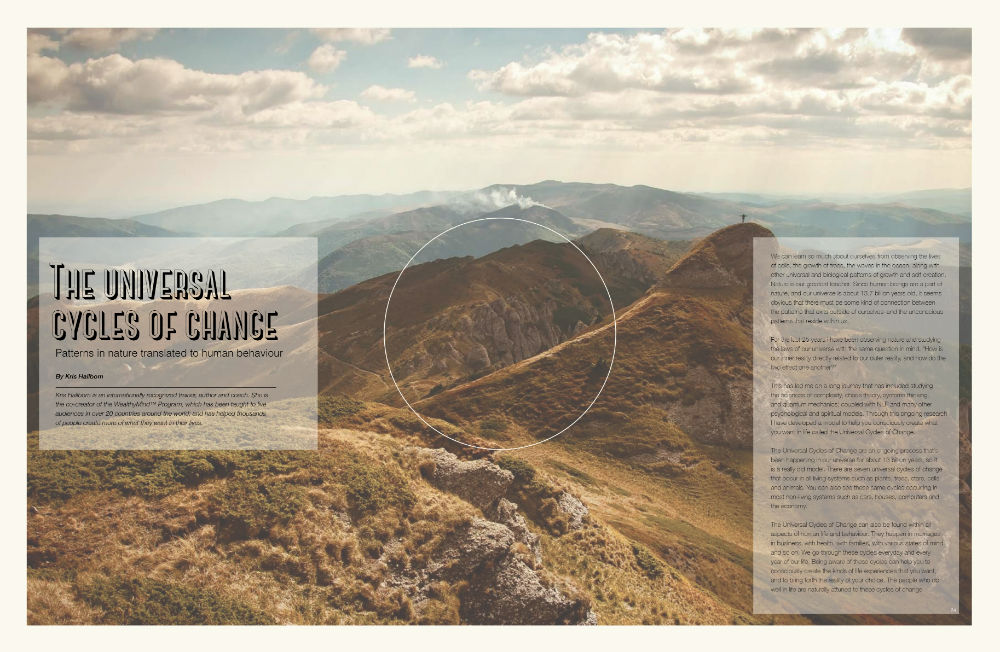 THE UNIVERSAL
CYCLES OF CHANGE
Patterns in nature translated to human behaviour
By Kris Hallbom
Kris Hallbom is an internationally recognized trainer, author and coach. She is
the co-creator of the WealthyMind™ Program, which has been taught to live
audiences in over 20 countries around the world, and has helped thousands
of people create more of what they want in their lives.
We can learn so much about ourselves from observing the lives
of cells, the growth of trees, the waves in the ocean, along with
other universal and biological patterns of growth and self creation.
Nature is our greatest teacher. Since human beings are a part of
nature, and our universe is about 13.7 billion years old, it seems
obvious that there must be some kind of connection between
the patterns that exist outside of ourselves and the unconscious
patterns that reside within us.
For the last 25 years I have been observing nature and studying
the laws of our universe with the same question in mind, "How is
our inner reality directly related to our outer reality, and how do the
two effect one another?"
This has led me on a long journey that has included studying
the sciences of complexity, chaos theory, systems thinking,
and quantum mechanics, coupled with NLP and many other
psychological and spiritual models. Through this ongoing research
I have developed a model to help you consciously create what
you want in life called the Universal Cycles of Change.
The Universal Cycles of Change are an ongoing process that's
been happening in our universe for about 13 billion years, so it
is a really old model. There are seven universal cycles of change
that occur in all living systems such as plants, trees, stars, cells
and animals. You can also see these same cycles occurring in
most non-living systems such as cars, houses, computers and
the economy.
The Universal Cycles of Change can also be found within all
aspects of human life and behaviour. They happen in marriages
in business, with health, with families, with various states of mind,
and so on. We go through these cycles everyday and every
year of our life. Being aware of these cycles can help you to
consciously create the kinds of life experiences that you want,
and to bring forth the reality of your choice. The people who do
well in life are naturally attuned to these cycles of change